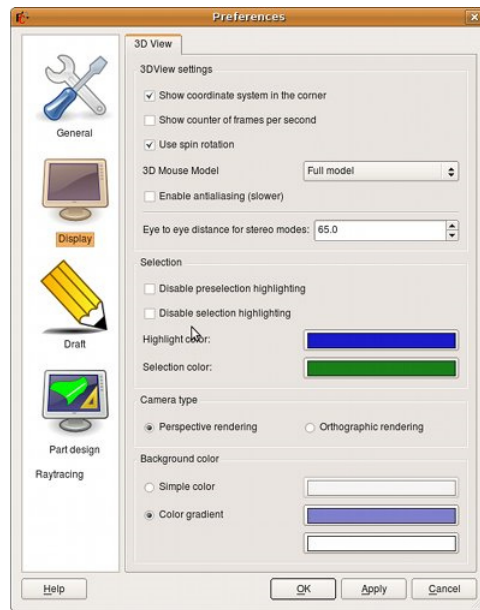 Preferences
General
Display
Draft
Part design
Raytracing
3D View
3DView settings
Show coordinate system in the corner
Show counter of frames per second
Use spin rotation
3D Mouse Model Full model
Enable antialiasing (slower)
Eye to eye distance for stereo modes: 65.0
Selection
Disable preselection highlighting
Disable selection highlighting
Highlight color:
Selection color:
Camera type
Perspective rendering Orthographic rendering
Background color
Simple color
Color gradient
Help OK Apply Cancel